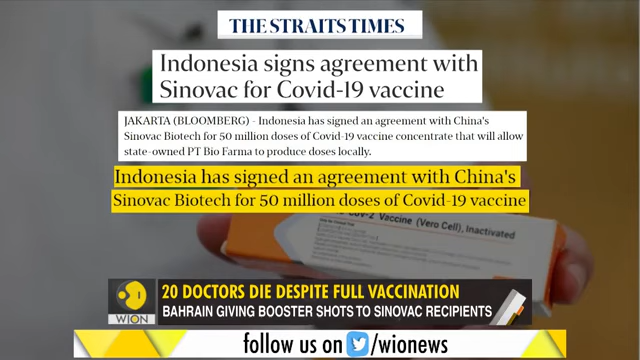 THE STRAITS TIMES
Indonesia signs agreement with
Sinovac for Covid-19 vaccine
JAKARTA (BLOOMBERG) - Indonesia has signed an agreement with China's
Sinovac Biotech for 50 million doses of Covid-19 vaccine concentrate that will allow
state-owned PT Bio Farma to produce doses locally.
Indonesia has signed an agreement with China's
Sinovac Biotech for 50 million doses of Covid-19 vaccine
Vaccine (Vero Cell), Inactivated
20 DOCTORS DIE DESPITE FULL VACCINATION
WION
BAHRAIN GIVING BOOSTER SHOTS TO SINOVAC RECIPIENTS
follow us on /wionews